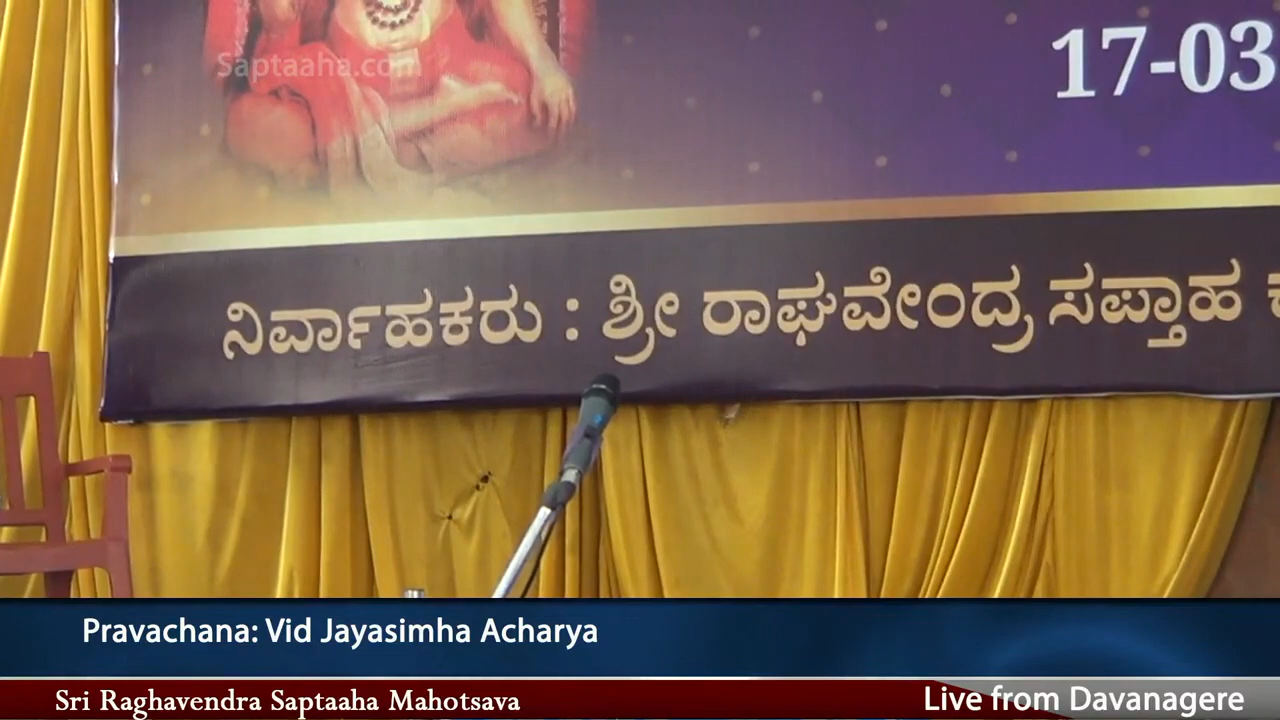 Saptaaha.com
17-03
ನಿರ್ವಾಹಕರು : ಶ್ರೀ ರಾಘವೇಂದ್ರ ಸಪ್ತಾಹ
Pravachana: Vid Jayasimha Acharya
Sri Raghavendra Saptaaha Mahotsava
Live from Davanagere